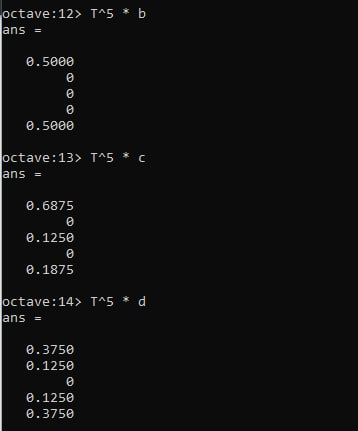 octave:12> T^5 * b
ans =
0.5000
0
0
0
0.5000
octave:13> T^5 * c
ans =
0.6875
0
0.1250
0
0.1875
octave:14> T^5 * d
ans =
0.3750
0.1250
0
0.1250
0.3750